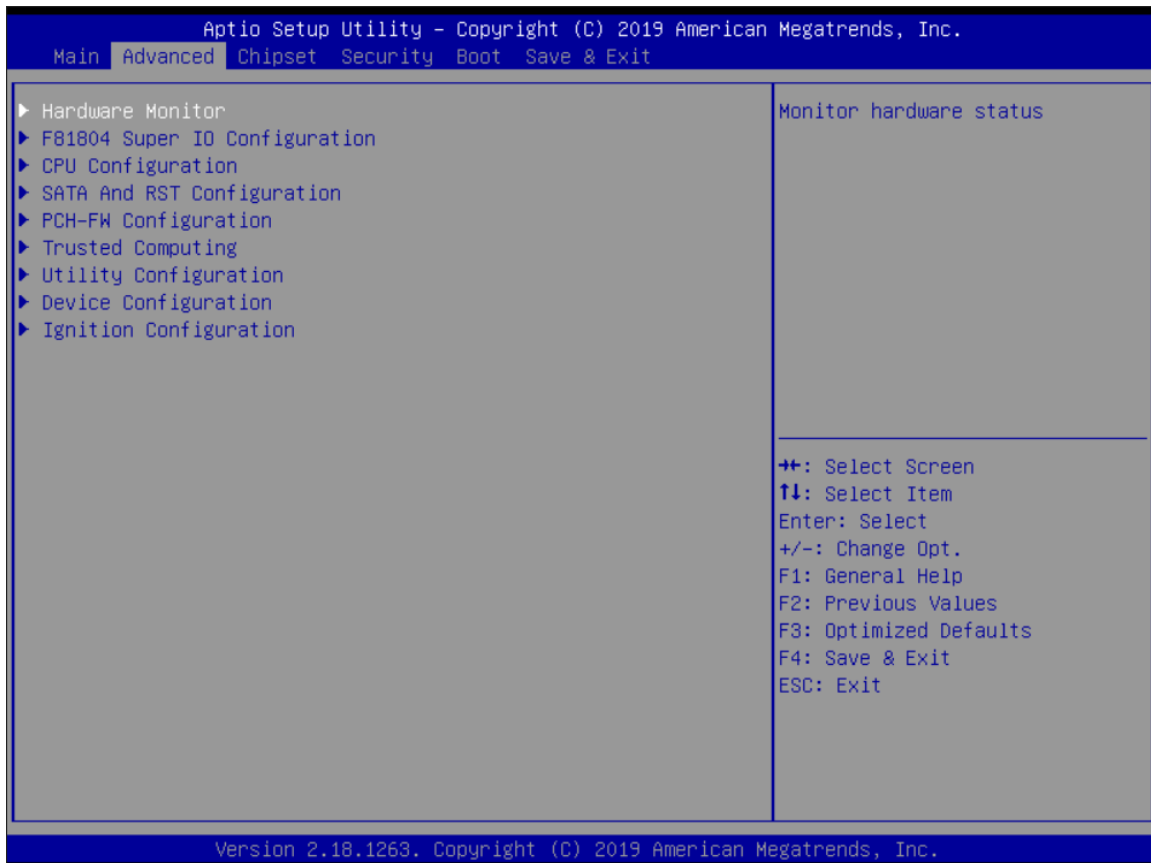 Aptio Setup Utility – Copyright (C) 2019 American Megatrends, Inc.
Main Advanced Chipset Security Boot Save & Exit
▶ Hardware Monitor
▶ F81804 Super IO Configuration
▶ CPU Configuration
▶ SATA And RST Configuration
▶ PCH-FW Configuration
▶ Trusted Computing
▶ Utility Configuration
▶ Device Configuration
▶ Ignition Configuration
Monitor hardware status
→←: Select Screen
↑↓: Select Item
Enter: Select
+/-: Change Opt.
F1: General Help
F2: Previous Values
F3: Optimized Defaults
F4: Save & Exit
ESC: Exit
Version 2.18.1263. Copyright (C) 2019 American Megatrends, Inc.